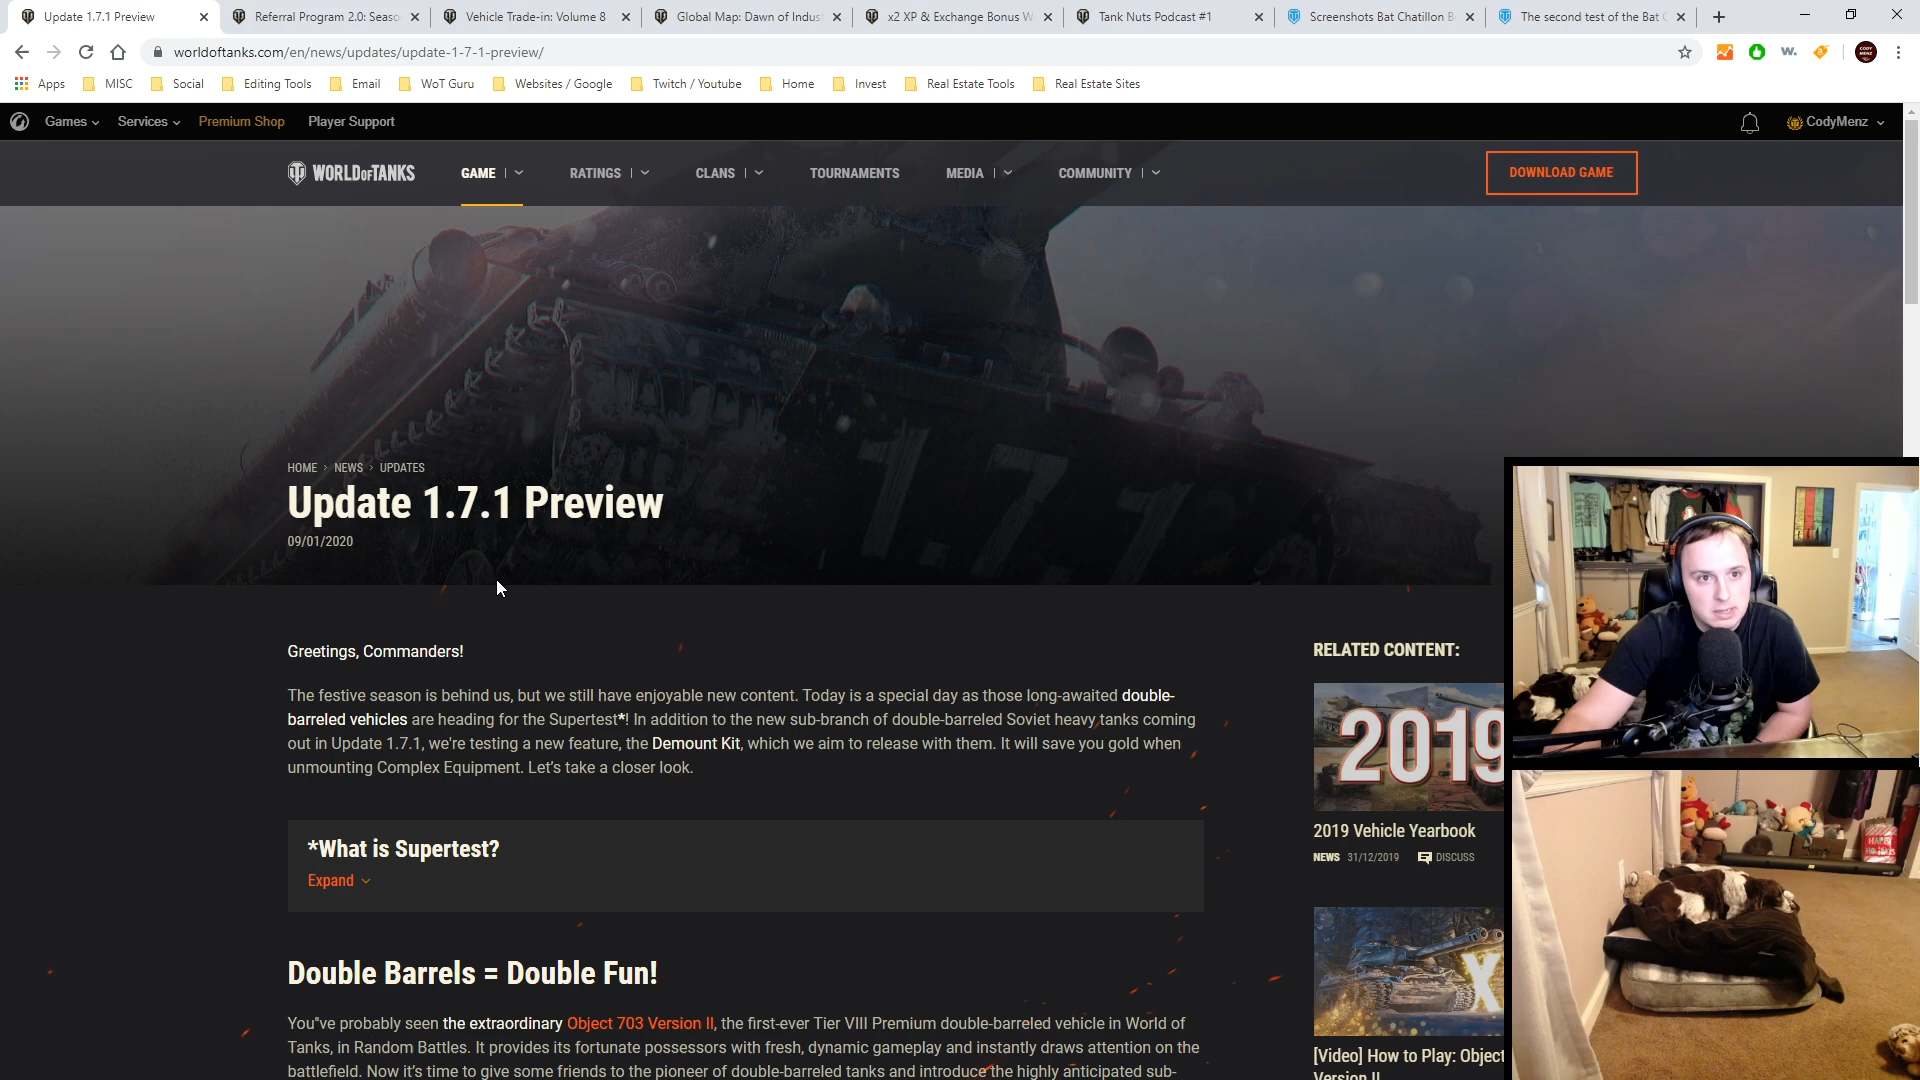 Update 1.7.1 Preview
Referral Program 2.0: Seaso
Vehicle Trade-in: Volume 8
Global Map: Dawn of Indust
x2 XP & Exchange Bonus W
Tank Nuts Podcast #1
Screenshots Bat Chatillon B
The second test of the Bat C
worldoftanks.com/en/news/updates/update-1-7-1-preview/
Apps
MISC
Social
Editing Tools
Email
WoT Guru
Websites / Google
Twitch / Youtube
Home
Invest
Real Estate Tools
Real Estate Sites
Games
Services
Premium Shop
Player Support
CodyMenz
WORLD OF TANKS
GAME
RATINGS
CLANS
TOURNAMENTS
MEDIA
COMMUNITY
DOWNLOAD GAME
1.7.1
HOME > NEWS > UPDATES
Update 1.7.1 Preview
09/01/2020
Greetings, Commanders!
The festive season is behind us, but we still have enjoyable new content. Today is a special day as those long-awaited double-
barreled vehicles are heading for the Supertest*! In addition to the new sub-branch of double-barreled Soviet heavy tanks coming
out in Update 1.7.1, we're testing a new feature, the Demount Kit, which we aim to release with them. It will save you gold when
unmounting Complex Equipment. Let's take a closer look.
*What is Supertest?
Expand
Double Barrels = Double Fun!
You"ve probably seen the extraordinary Object 703 Version II, the first-ever Tier VIII Premium double-barreled vehicle in World of
Tanks, in Random Battles. It provides its fortunate possessors with fresh, dynamic gameplay and instantly draws attention on the
battlefield. Now it's time to give some friends to the pioneer of double-barreled tanks and introduce the highly anticipated sub-
RELATED CONTENT:
2019
2019 Vehicle Yearbook
NEWS 31/12/2019 DISCUSS
X
[Video] How to Play: Object
Version II